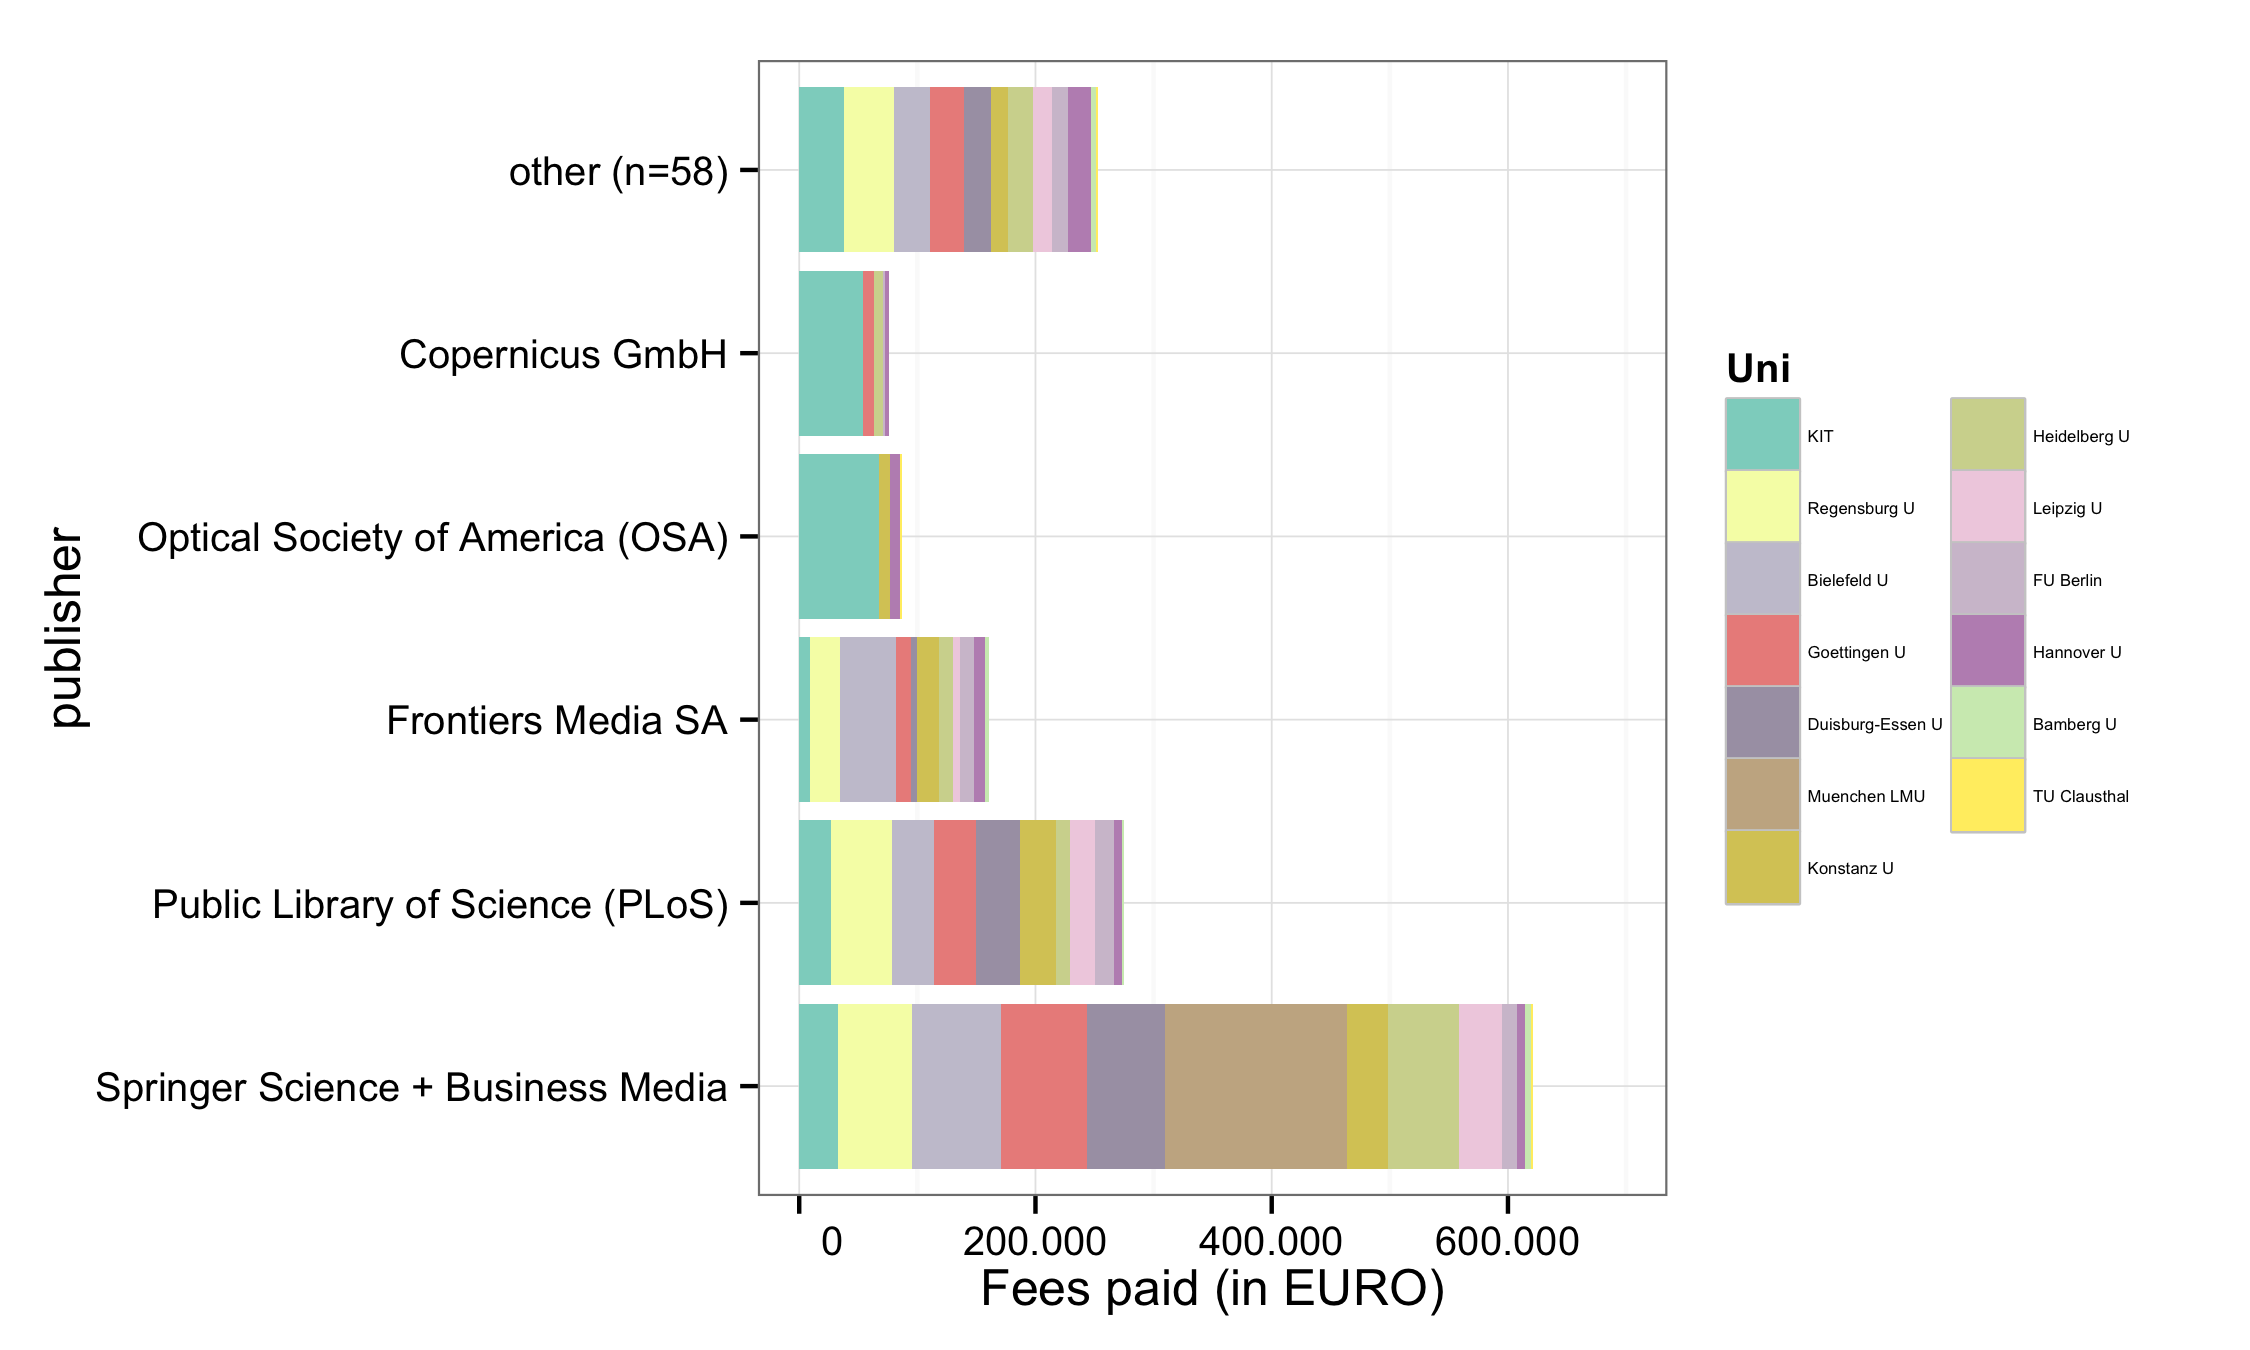 other (n=58)
Copernicus GmbH
Optical Society of America (OSA)
Frontiers Media SA
Public Library of Science (PLoS)
Springer Science + Business Media
publisher
0
200.000
400.000
600.000
Fees paid (in EURO)
Uni
KIT
Regensburg U
Bielefeld U
Goettingen U
Duisburg-Essen U
Muenchen LMU
Konstanz U
Heidelberg U
Leipzig U
FU Berlin
Hannover U
Bamberg U
TU Clausthal